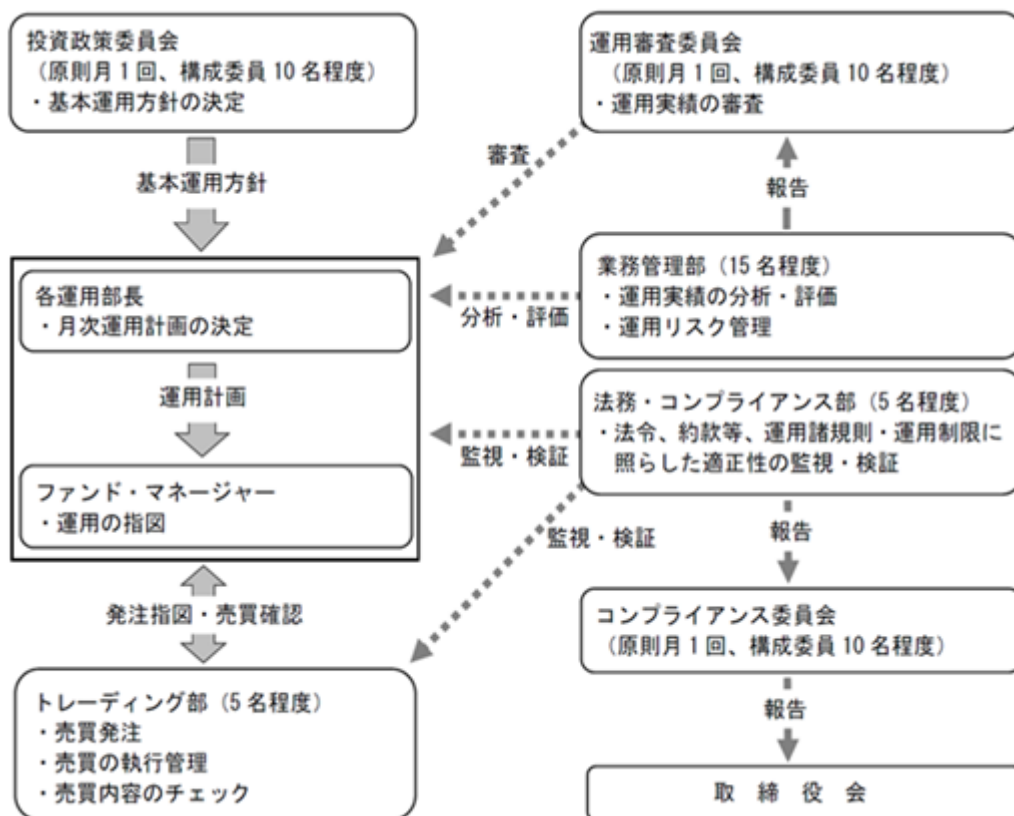 投資政策委員会
（原則月1回、構成委員10名程度）
・基本運用方針の決定
基本運用方針
各運用部長
・月次運用計画の決定
運用計画
ファンド・マネージャー
・運用の指図
発注指図・売買確認
トレーディング部（5名程度）
・売買発注
・売買の執行管理
・売買内容のチェック
運用審査委員会
（原則月1回、構成委員10名程度）
・運用実績の審査
審査
報告
業務管理部（15名程度）
・運用実績の分析・評価
・運用リスク管理
分析・評価
法務・コンプライアンス部（5名程度）
・法令、約款等、運用諸規則・運用制限に
照らした適正性の監視・検証
監視・検証
監視・検証
報告
コンプライアンス委員会
（原則月1回、構成委員10名程度）
報告
取締役会